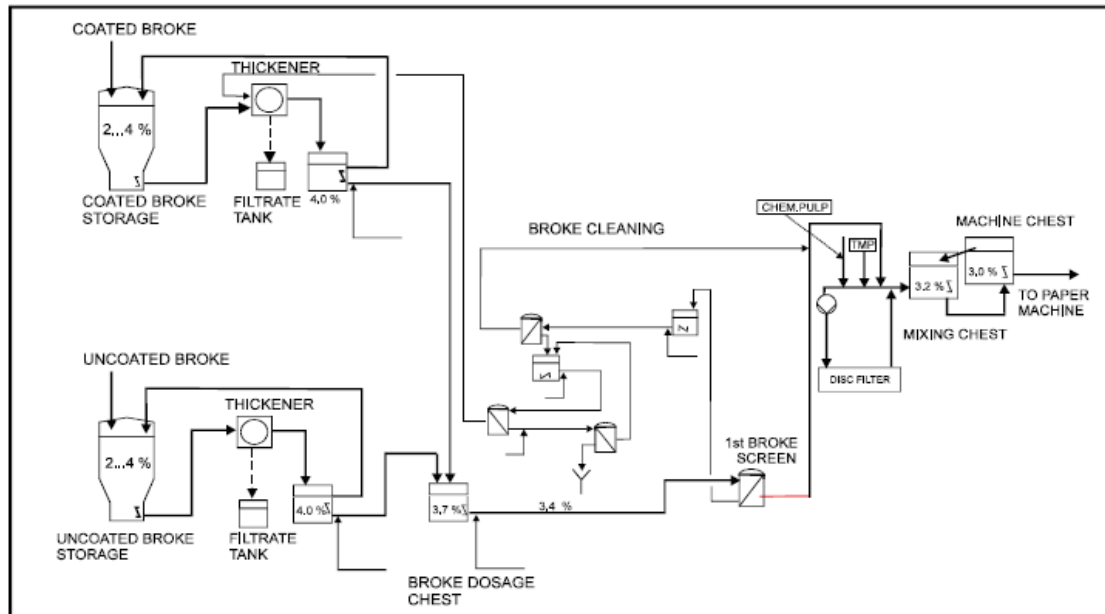 COATED BROKE
THICKENER
2...4 %
COATED BROKE
STORAGE
FILTRATE
TANK
4,0 %
BROKE CLEANING
CHEM.PULP
TMP
MACHINE CHEST
3,0 %
3,2 %
TO PAPER
MACHINE
MIXING CHEST
DISC FILTER
UNCOATED BROKE
THICKENER
2...4 %
UNCOATED BROKE
STORAGE
FILTRATE
TANK
4,0 %
3,7 %
3,4 %
1st BROKE
SCREEN
BROKE DOSAGE
CHEST